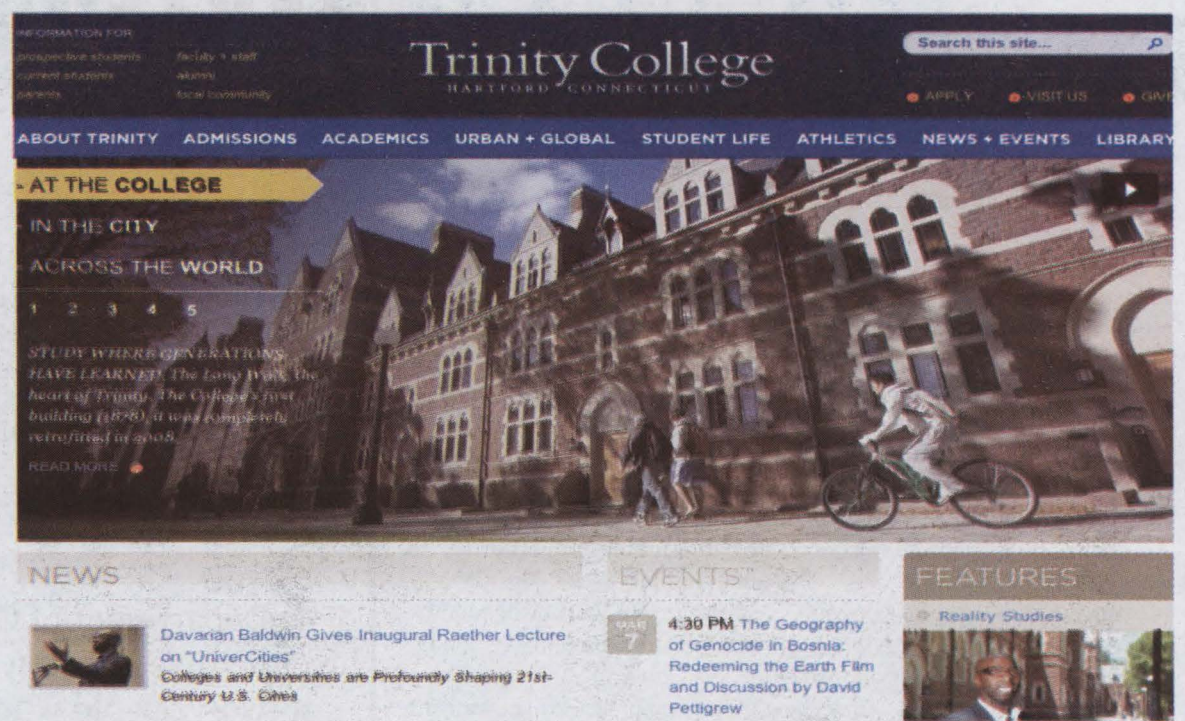 INFORMATION FOR
prospective students
current students
parents
faculty + staff
alumni
local community
Trinity College
HARTFORD CONNECTICUT
Search this site...
APPLY
VISIT US
GIVE
ABOUT TRINITY ADMISSIONS ACADEMICS URBAN + GLOBAL STUDENT LIFE ATHLETICS NEWS + EVENTS LIBRARY
AT THE COLLEGE
IN THE CITY
ACROSS THE WORLD
1 2 3 4 5
STUDY WHERE GENERATIONS
HAVE LEARNED. The Long Walk, the
heart of Trinity. The College's first
building (1878), it was completely
retrofitted in 2008.
READ MORE
NEWS
Davarian Baldwin Gives Inaugural Raether Lecture
on "UniverCities"
Colleges and Universities are Profoundly Shaping 21st-
Century U.S. Cities
EVENTS
MAR
7
4:30 PM The Geography
of Genocide in Bosnia:
Redeeming the Earth Film
and Discussion by David
Pettigrew
FEATURES
Reality Studies